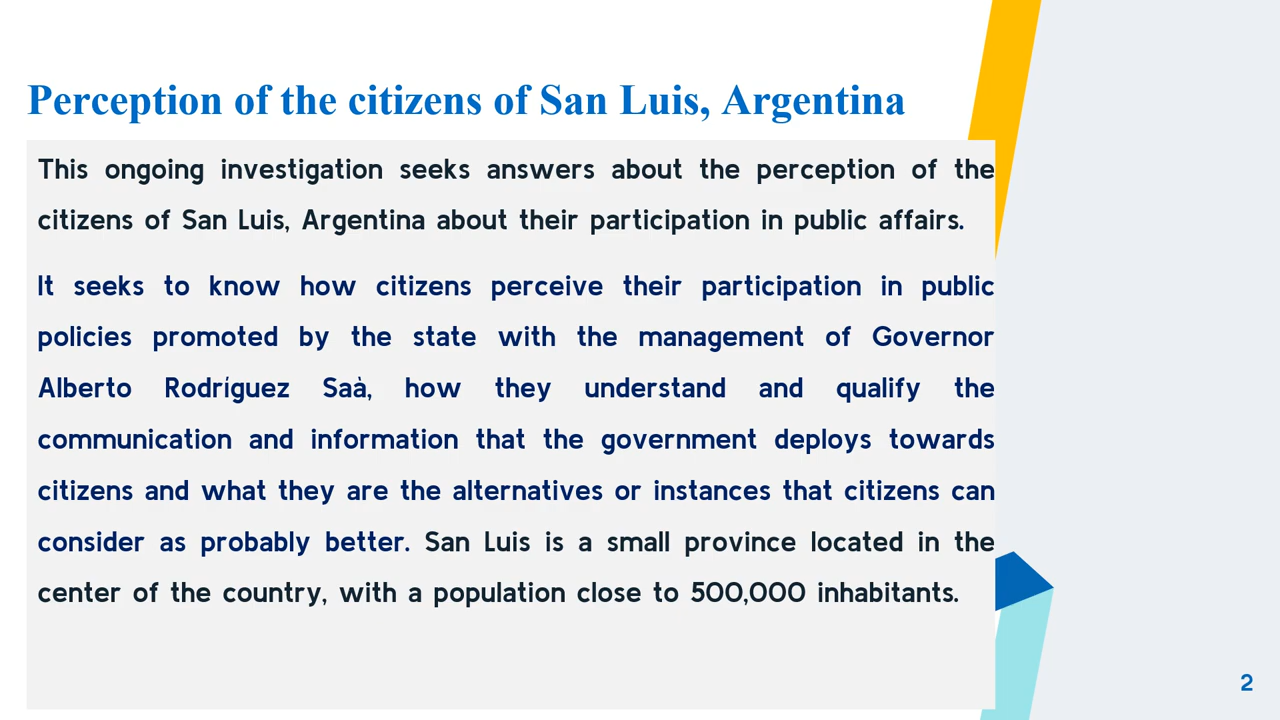 Perception of the citizens of San Luis, Argentina
This ongoing investigation seeks answers about the perception of the
citizens of San Luis, Argentina about their participation in public affairs.
It seeks to know how citizens perceive their participation in public
policies promoted by the state with the management of Governor
Alberto Rodríguez Saà, how they understand and qualify the
communication and information that the government deploys towards
citizens and what they are the alternatives or instances that citizens can
consider as probably better. San Luis is a small province located in the
center of the country, with a population close to 500,000 inhabitants.
2